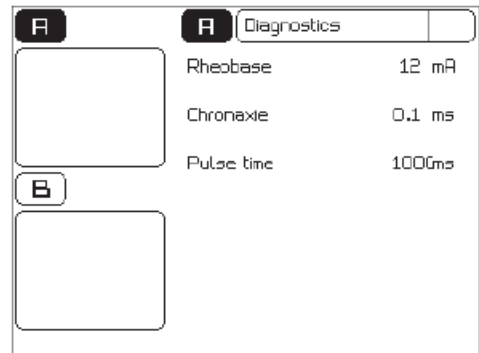 A
A Diagnostics
Rheobase 12 mA
Chronaxie 0.1 ms
Pulse time 1000ms
B